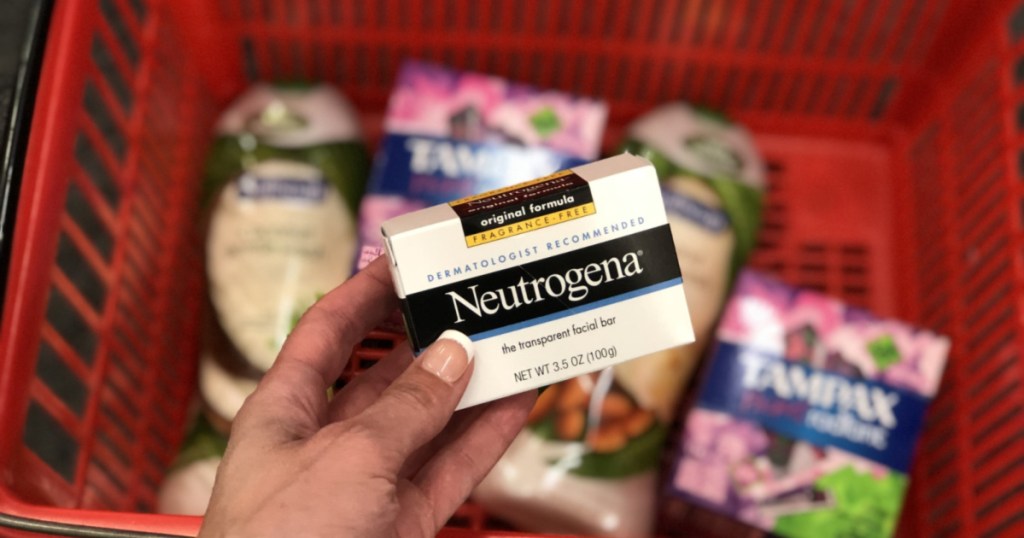 Neutrogena
original formula
FRAGRANCE-FREE
DERMATOLOGIST RECOMMENDED
Neutrogena®
the transparent facial bar
NET WT 3.5 OZ (100g)
TAMPAX
TAMPAX
radiant